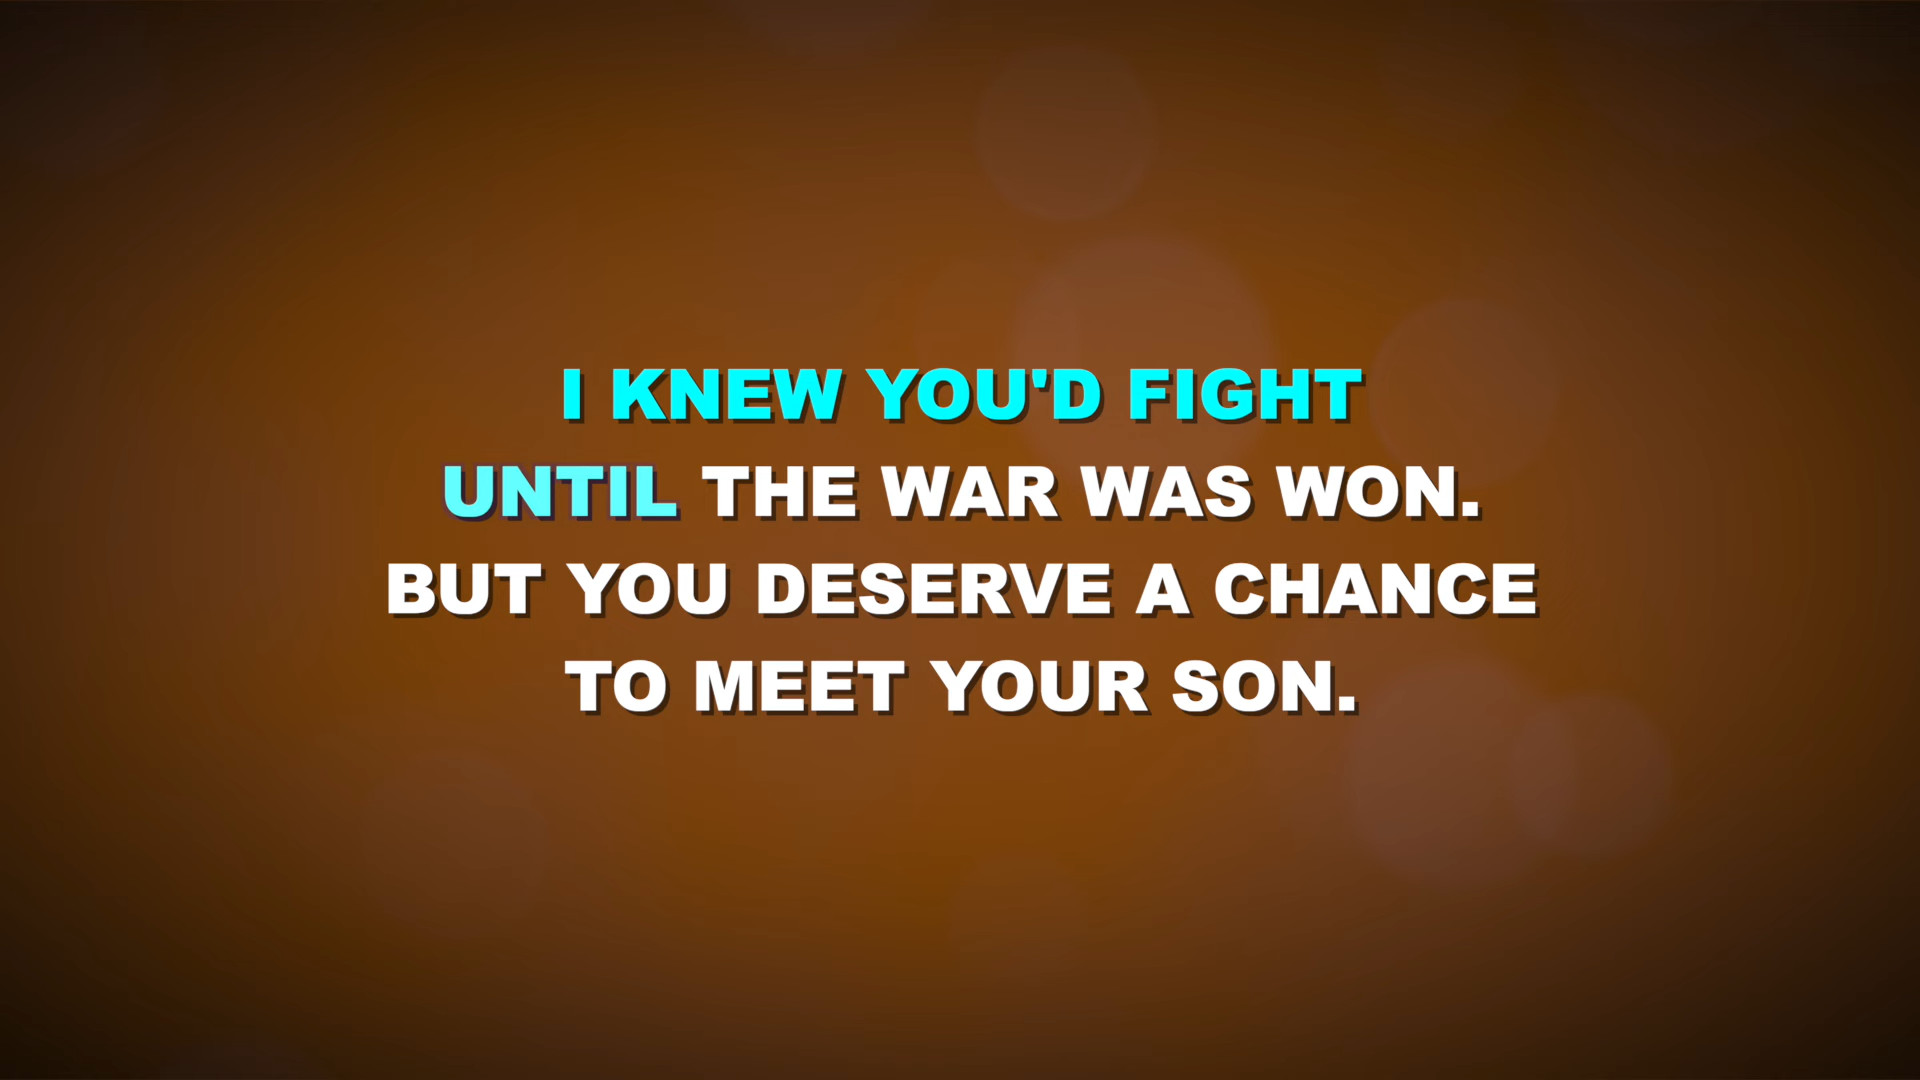 I KNEW YOU'D FIGHT
UNTIL THE WAR WAS WON.
BUT YOU DESERVE A CHANCE
TO MEET YOUR SON.